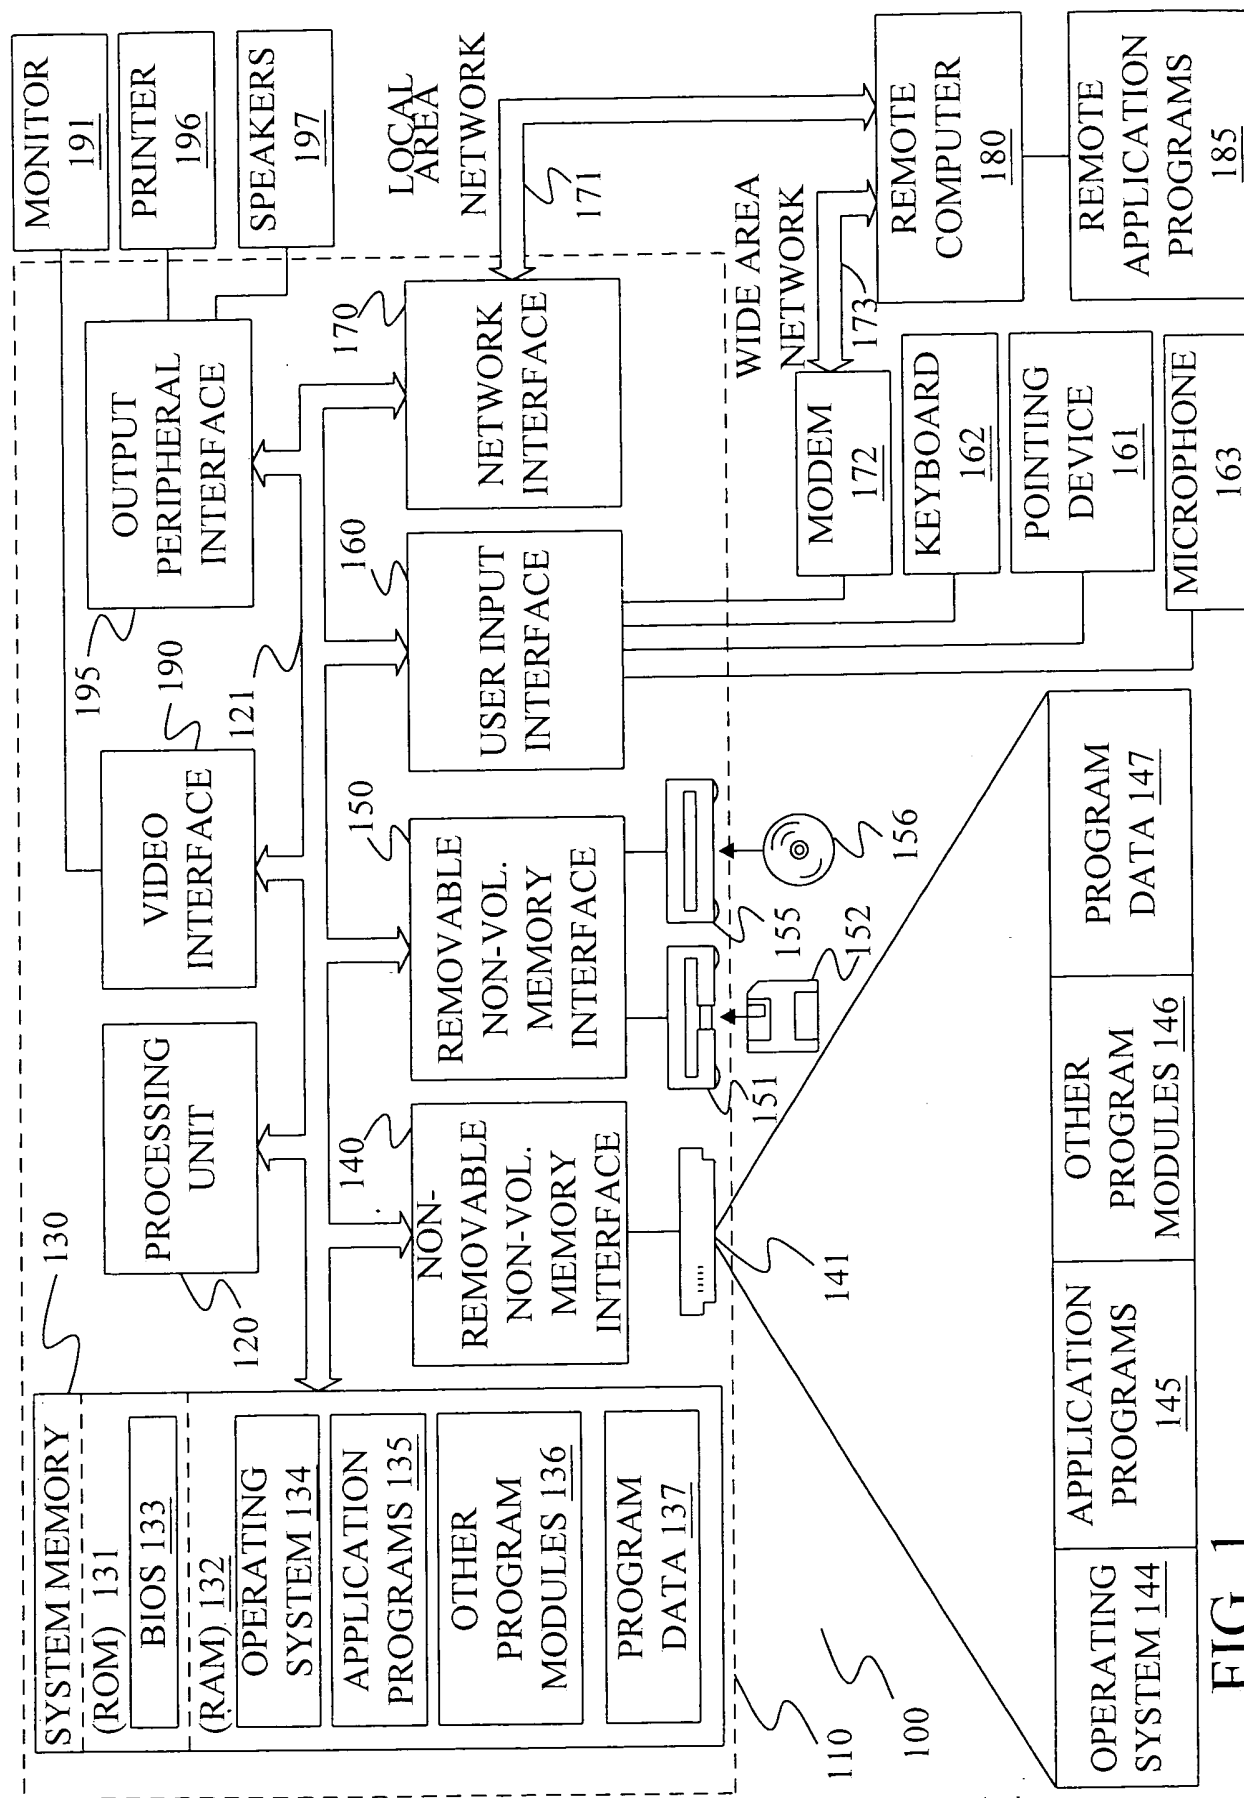 SYSTEM MEMORY
(ROM) 131
BIOS 133
(RAM) 132
OPERATING
SYSTEM 134
APPLICATION
PROGRAMS 135
OTHER
PROGRAM
MODULES 136
PROGRAM
DATA 137
130
120
PROCESSING
UNIT
VIDEO
INTERFACE
190
121
195
OUTPUT
PERIPHERAL
INTERFACE
MONITOR
191
PRINTER
196
SPEAKERS
197
140
NON-
REMOVABLE
NON-VOL.
MEMORY
INTERFACE
150
REMOVABLE
NON-VOL.
MEMORY
INTERFACE
160
USER INPUT
INTERFACE
170
NETWORK
INTERFACE
LOCAL
AREA
NETWORK
171
141
151
152
155
156
WIDE AREA
NETWORK
173
MODEM
172
KEYBOARD
162
POINTING
DEVICE
161
MICROPHONE
163
REMOTE
COMPUTER
180
REMOTE
APPLICATION
PROGRAMS
185
110
100
OPERATING
SYSTEM 144
APPLICATION
PROGRAMS
145
OTHER
PROGRAM
MODULES 146
PROGRAM
DATA 147
FIG. 1